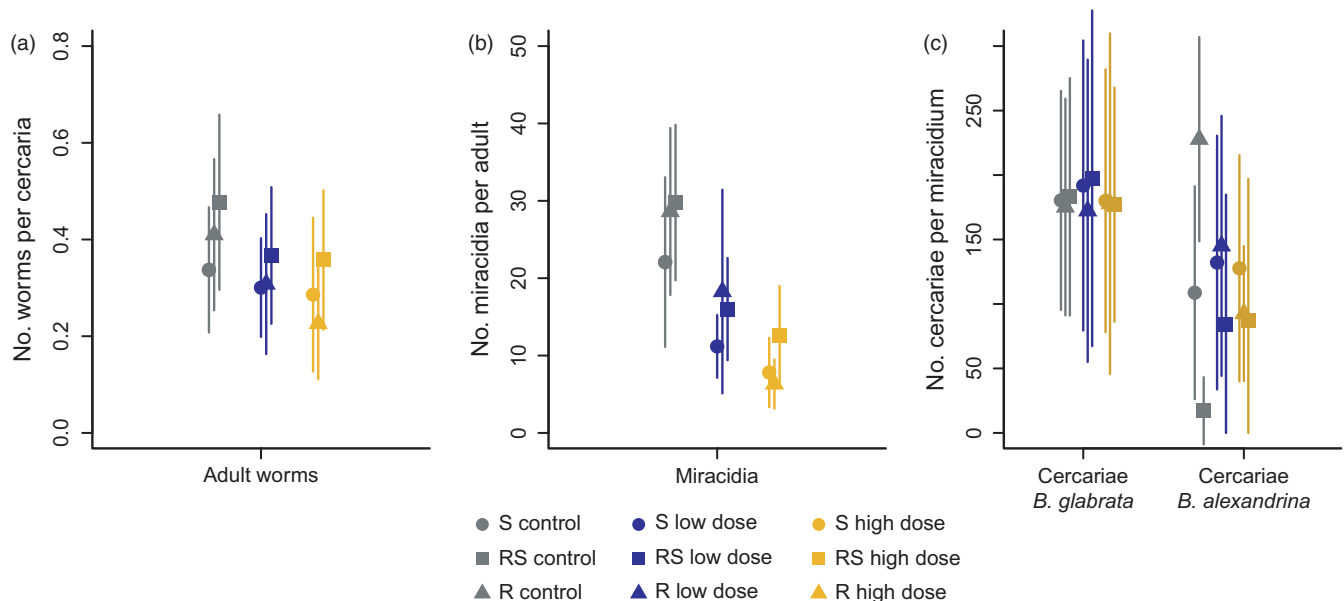 (a)
No. worms per cercaria
0.8
0.6
0.4
0.2
0.0
Adult worms
(b)
No. miracidia per adult
50
40
30
20
10
0
Miracidia
(c)
No. cercariae per miracidium
250
150
50
0
Cercariae
B. glabrata
Cercariae
B. alexandrina
S control
S low dose
S high dose
RS control
RS low dose
RS high dose
R control
R low dose
R high dose